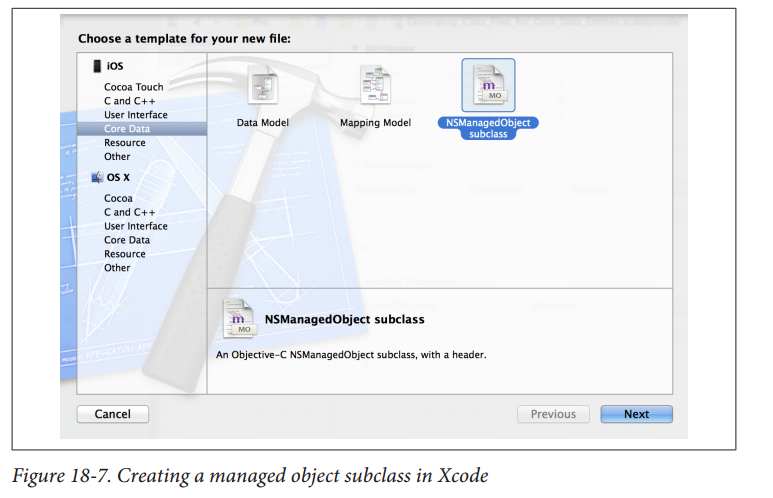 Choose a template for your new file:
iOS
Cocoa Touch
C and C++
User Interface
Core Data
Resource
Other
OS X
Cocoa
C and C++
User Interface
Core Data
Resource
Other
Data Model
Mapping Model
m
MO
NSManagedObject
subclass
m
MO
NSManagedObject subclass
An Objective-C NSManagedObject subclass, with a header.
Cancel
Previous
Next
Figure 18-7. Creating a managed object subclass in Xcode